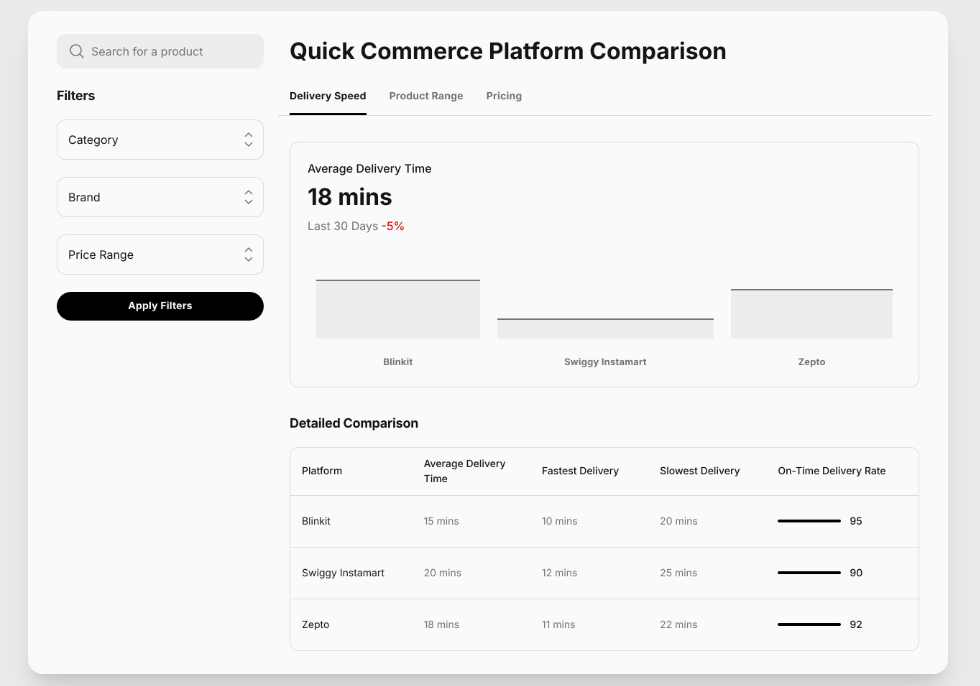 Search for a product
Filters
Category
Brand
Price Range
Apply Filters
Quick Commerce Platform Comparison
Delivery Speed Product Range Pricing
Average Delivery Time
18 mins
Last 30 Days -5%
Blinkit Swiggy Instamart Zepto
Detailed Comparison
Platform Average Delivery Time Fastest Delivery Slowest Delivery On-Time Delivery Rate
Blinkit 15 mins 10 mins 20 mins 95
Swiggy Instamart 20 mins 12 mins 25 mins 90
Zepto 18 mins 11 mins 22 mins 92